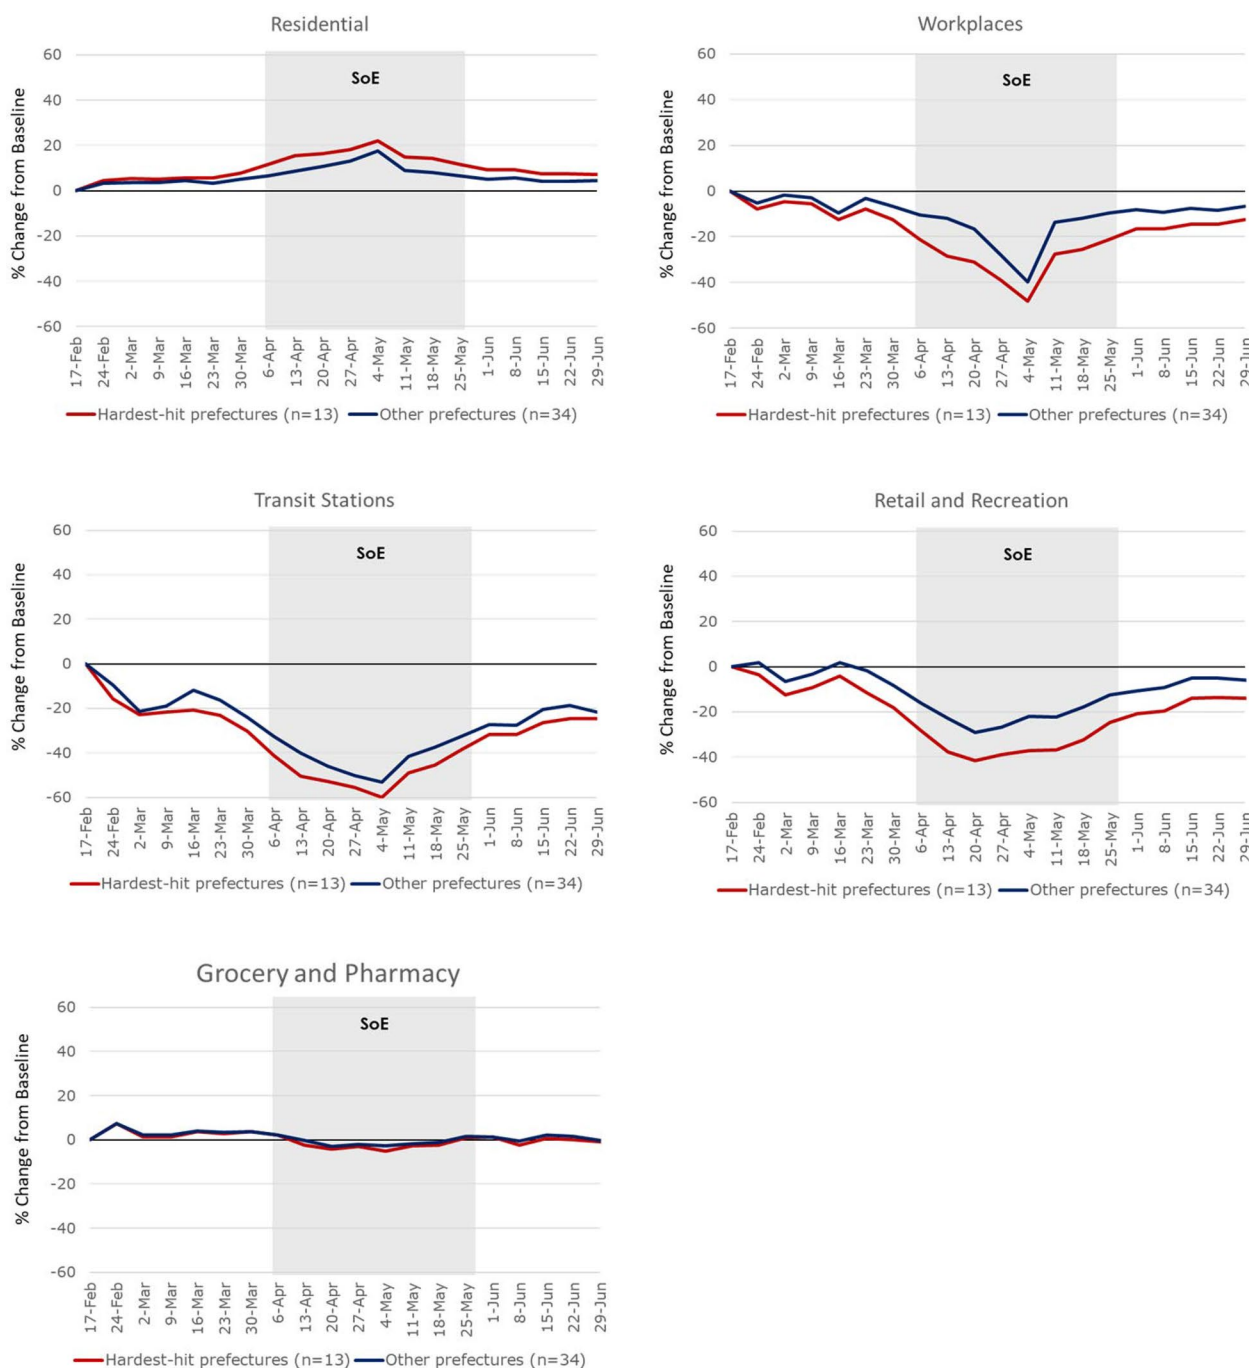 Residential
% Change from Baseline
60
40
20
0
-20
-40
-60
SoE
17-Feb
24-Feb
2-Mar
9-Mar
16-Mar
23-Mar
30-Mar
6-Apr
13-Apr
20-Apr
27-Apr
4-May
11-May
18-May
25-May
1-Jun
8-Jun
15-Jun
22-Jun
29-Jun
Hardest-hit prefectures (n=13) Other prefectures (n=34)
Workplaces
% Change from Baseline
60
40
20
0
-20
-40
-60
SoE
17-Feb
24-Feb
2-Mar
9-Mar
16-Mar
23-Mar
30-Mar
6-Apr
13-Apr
20-Apr
27-Apr
4-May
11-May
18-May
25-May
1-Jun
8-Jun
15-Jun
22-Jun
29-Jun
Hardest-hit prefectures (n=13) Other prefectures (n=34)
Transit Stations
% Change from Baseline
60
40
20
0
-20
-40
-60
SoE
17-Feb
24-Feb
2-Mar
9-Mar
16-Mar
23-Mar
30-Mar
6-Apr
13-Apr
20-Apr
27-Apr
4-May
11-May
18-May
25-May
1-Jun
8-Jun
15-Jun
22-Jun
29-Jun
Hardest-hit prefectures (n=13) Other prefectures (n=34)
Retail and Recreation
% Change from Baseline
60
40
20
0
-20
-40
-60
SoE
17-Feb
24-Feb
2-Mar
9-Mar
16-Mar
23-Mar
30-Mar
6-Apr
13-Apr
20-Apr
27-Apr
4-May
11-May
18-May
25-May
1-Jun
8-Jun
15-Jun
22-Jun
29-Jun
Hardest-hit prefectures (n=13) Other prefectures (n=34)
Grocery and Pharmacy
% Change from Baseline
60
40
20
0
-20
-40
-60
SoE
17-Feb
24-Feb
2-Mar
9-Mar
16-Mar
23-Mar
30-Mar
6-Apr
13-Apr
20-Apr
27-Apr
4-May
11-May
18-May
25-May
1-Jun
8-Jun
15-Jun
22-Jun
29-Jun
Hardest-hit prefectures (n=13) Other prefectures (n=34)